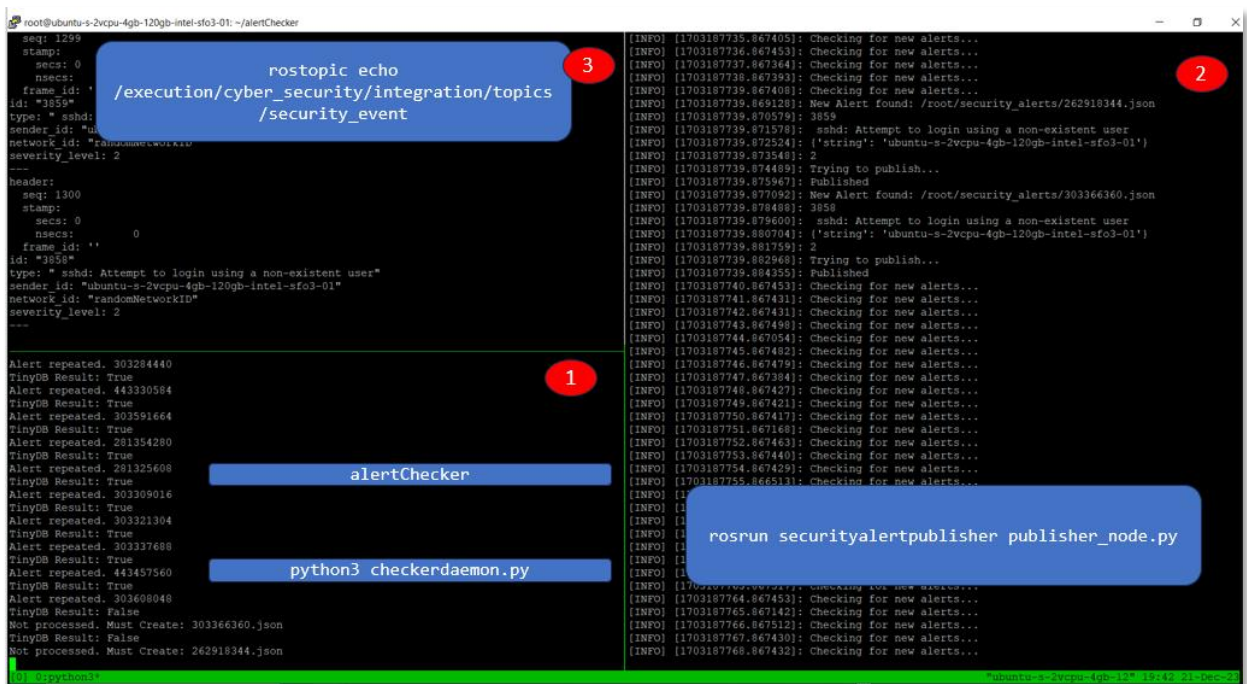 root@ubuntu-s-2vcpu-4gb-120gb-intel-sfo3-01: ~/alertChecker
seq: 1299
stamp:
secs: 0
nsecs:
frame_id: '
id: "3859"
type: " sshd:
sender_id: "ub
network_id: "randomNetworkID"
severity_level: 2
---
header:
seq: 1300
stamp:
secs: 0
nsecs: 0
frame_id: ''
id: "3858"
type: " sshd: Attempt to login using a non-existent user"
sender_id: "ubuntu-s-2vcpu-4gb-120gb-intel-sfo3-01"
network_id: "randomNetworkID"
severity_level: 2
---
rostopic echo
/execution/cyber_security/integration/topics
/security_event
3
Alert repeated. 303284440
TinyDB Result: True
Alert repeated. 443330584
TinyDB Result: True
Alert repeated. 303591664
TinyDB Result: True
Alert repeated. 281354280
TinyDB Result: True
Alert repeated. 281325608
TinyDB Result: True
Alert repeated. 303309016
TinyDB Result: True
Alert repeated. 303321304
TinyDB Result: True
Alert repeated. 303337688
TinyDB Result: True
Alert repeated. 443457560
TinyDB Result: True
Alert repeated. 303608048
TinyDB Result: False
Not processed. Must Create: 303366360.json
TinyDB Result: False
Not processed. Must Create: 262918344.json
1
alertChecker
python3 checkerdaemon.py
[INFO] [1703187735.867405]: Checking for new alerts...
[INFO] [1703187736.867453]: Checking for new alerts...
[INFO] [1703187737.867364]: Checking for new alerts...
[INFO] [1703187738.867393]: Checking for new alerts...
[INFO] [1703187739.867408]: Checking for new alerts...
[INFO] [1703187739.869128]: New Alert found: /root/security_alerts/262918344.json
[INFO] [1703187739.870579]: 3859
[INFO] [1703187739.871578]:  sshd: Attempt to login using a non-existent user
[INFO] [1703187739.872524]: {'string': 'ubuntu-s-2vcpu-4gb-120gb-intel-sfo3-01'}
[INFO] [1703187739.873548]: 2
[INFO] [1703187739.874489]: Trying to publish...
[INFO] [1703187739.875967]: Published
[INFO] [1703187739.877092]: New Alert found: /root/security_alerts/303366360.json
[INFO] [1703187739.878488]: 3858
[INFO] [1703187739.879600]:  sshd: Attempt to login using a non-existent user
[INFO] [1703187739.880704]: {'string': 'ubuntu-s-2vcpu-4gb-120gb-intel-sfo3-01'}
[INFO] [1703187739.881759]: 2
[INFO] [1703187739.882968]: Trying to publish...
[INFO] [1703187739.884355]: Published
[INFO] [1703187740.867453]: Checking for new alerts...
[INFO] [1703187741.867431]: Checking for new alerts...
[INFO] [1703187742.867431]: Checking for new alerts...
[INFO] [1703187743.867498]: Checking for new alerts...
[INFO] [1703187744.867054]: Checking for new alerts...
[INFO] [1703187745.867482]: Checking for new alerts...
[INFO] [1703187746.867479]: Checking for new alerts...
[INFO] [1703187747.867384]: Checking for new alerts...
[INFO] [1703187748.867427]: Checking for new alerts...
[INFO] [1703187749.867421]: Checking for new alerts...
[INFO] [1703187750.867417]: Checking for new alerts...
[INFO] [1703187751.867168]: Checking for new alerts...
[INFO] [1703187752.867463]: Checking for new alerts...
[INFO] [1703187753.867440]: Checking for new alerts...
[INFO] [1703187754.867429]: Checking for new alerts...
[INFO] [1703187755.866513]: Checking for new alerts...
[INFO] [1
[INFO] [1
[INFO] [1
[INFO] [1
[INFO] [1
[INFO] [1
[INFO] [1
[INFO]
[INFO] [1703187764.867453]: Checking for new alerts...
[INFO] [1703187765.867142]: Checking for new alerts...
[INFO] [1703187766.867512]: Checking for new alerts...
[INFO] [1703187767.867430]: Checking for new alerts...
[INFO] [1703187768.867432]: Checking for new alerts...
2
rosrun securityalertpublisher publisher_node.py
[0] 0:python3*
"ubuntu-s-2vcpu-4gb-12" 19:42 21-Dec-23